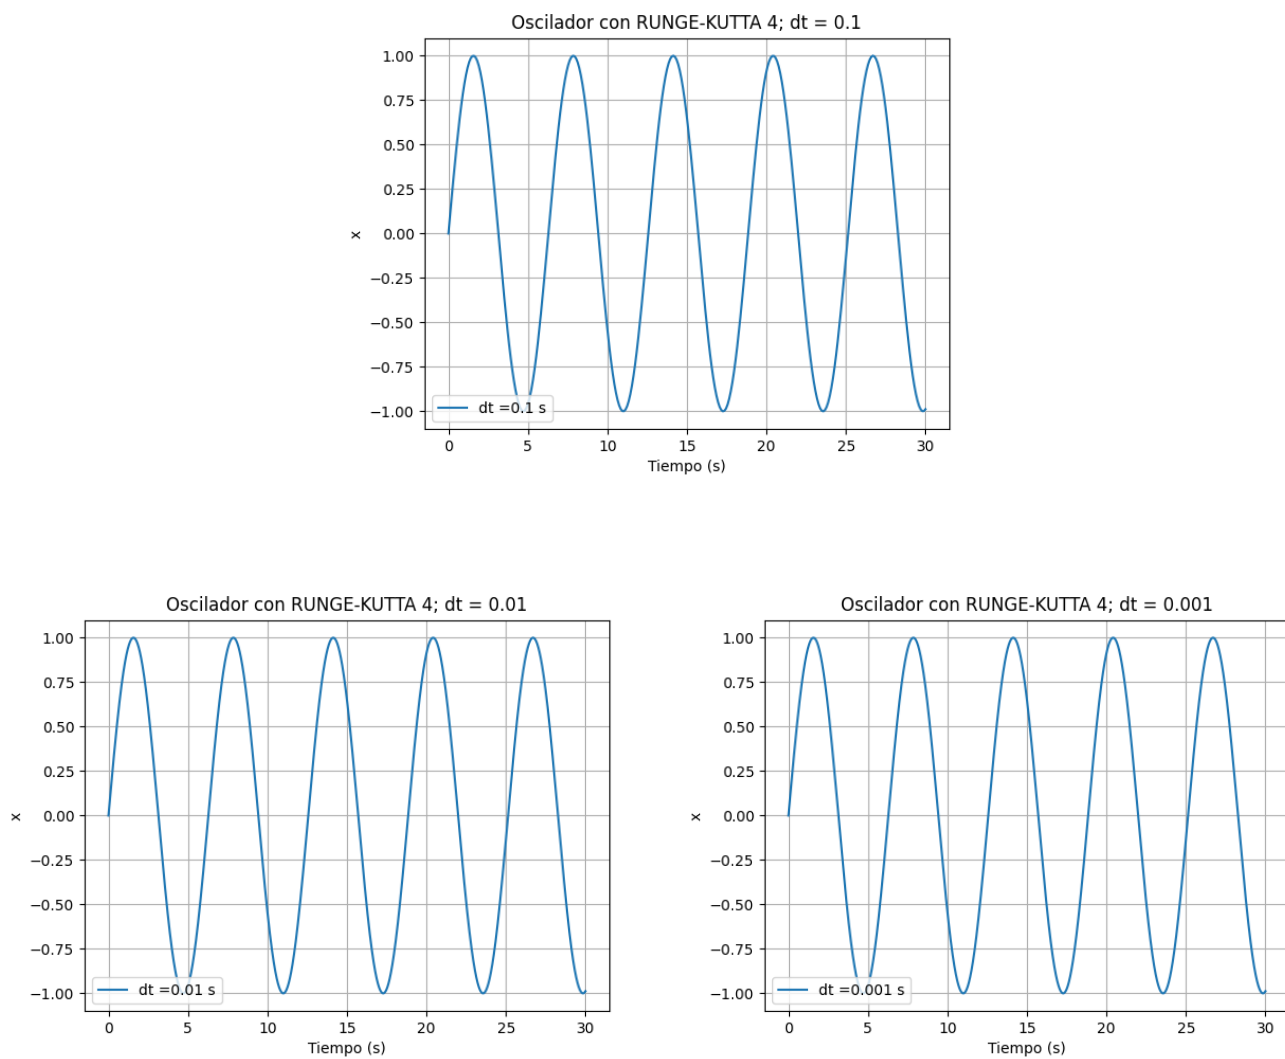 Oscilador con RUNGE-KUTTA 4; dt = 0.1
1.00
0.75
0.50
0.25
0.00
−0.25
−0.50
−0.75
−1.00
x
dt =0.1 s
0 5 10 15 20 25 30
Tiempo (s)
Oscilador con RUNGE-KUTTA 4; dt = 0.01
1.00
0.75
0.50
0.25
0.00
−0.25
−0.50
−0.75
−1.00
x
dt =0.01 s
0 5 10 15 20 25 30
Tiempo (s)
Oscilador con RUNGE-KUTTA 4; dt = 0.001
1.00
0.75
0.50
0.25
0.00
−0.25
−0.50
−0.75
−1.00
x
dt =0.001 s
0 5 10 15 20 25 30
Tiempo (s)